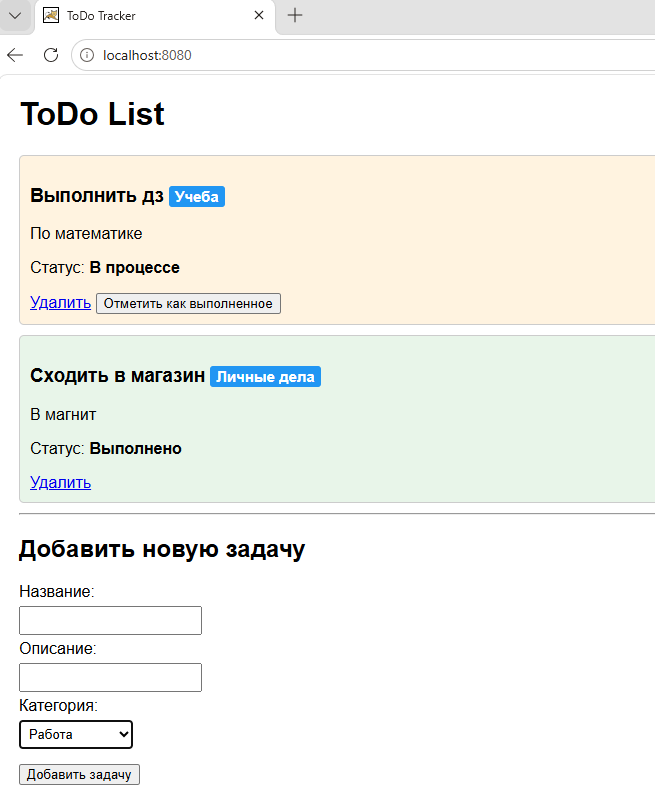 ToDo Tracker
localhost:8080
ToDo List
Выполнить дз Учеба
По математике
Статус: В процессе
Удалить Отметить как выполненное
Сходить в магазин Личные дела
В магнит
Статус: Выполнено
Удалить
Добавить новую задачу
Название:
Описание:
Категория:
Работа
Добавить задачу